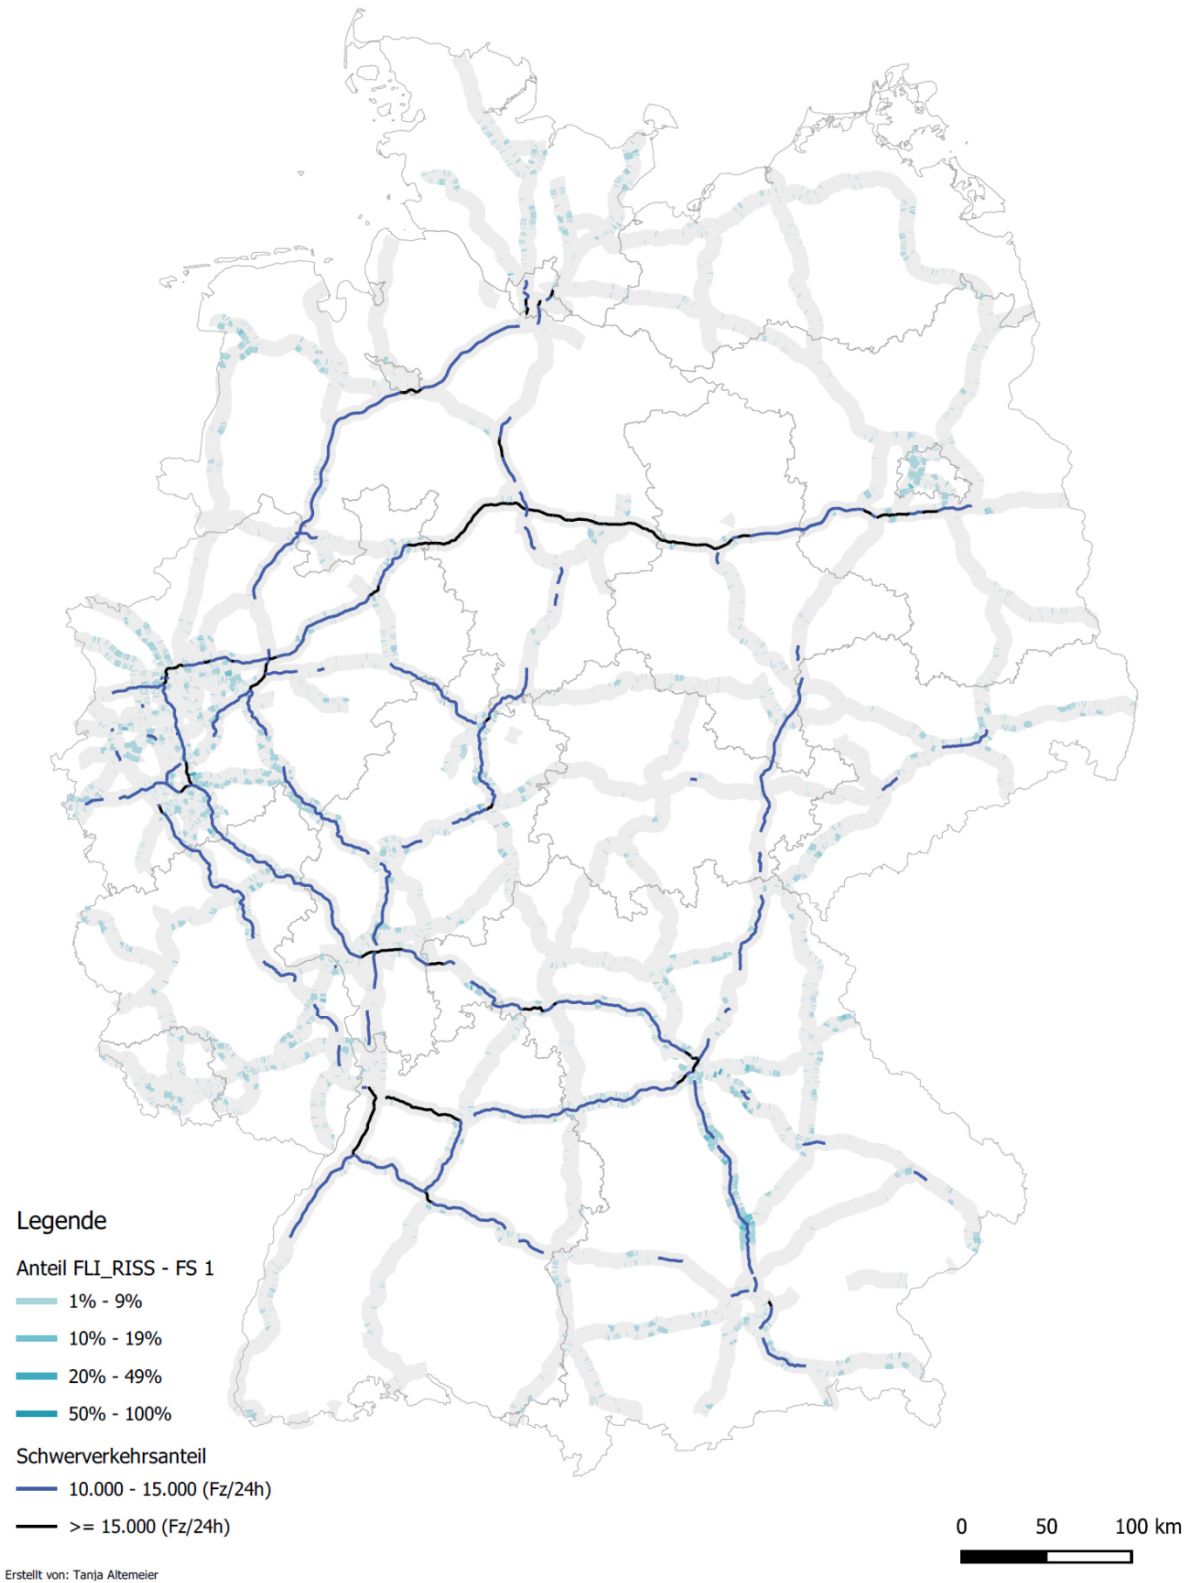 Legende
Anteil FLI_RISS - FS 1
1% - 9%
10% - 19%
20% - 49%
50% - 100%
Schwerverkehrsanteil
10.000 - 15.000 (Fz/24h)
>= 15.000 (Fz/24h)
0 50 100 km
Erstellt von: Tanja Altemeier